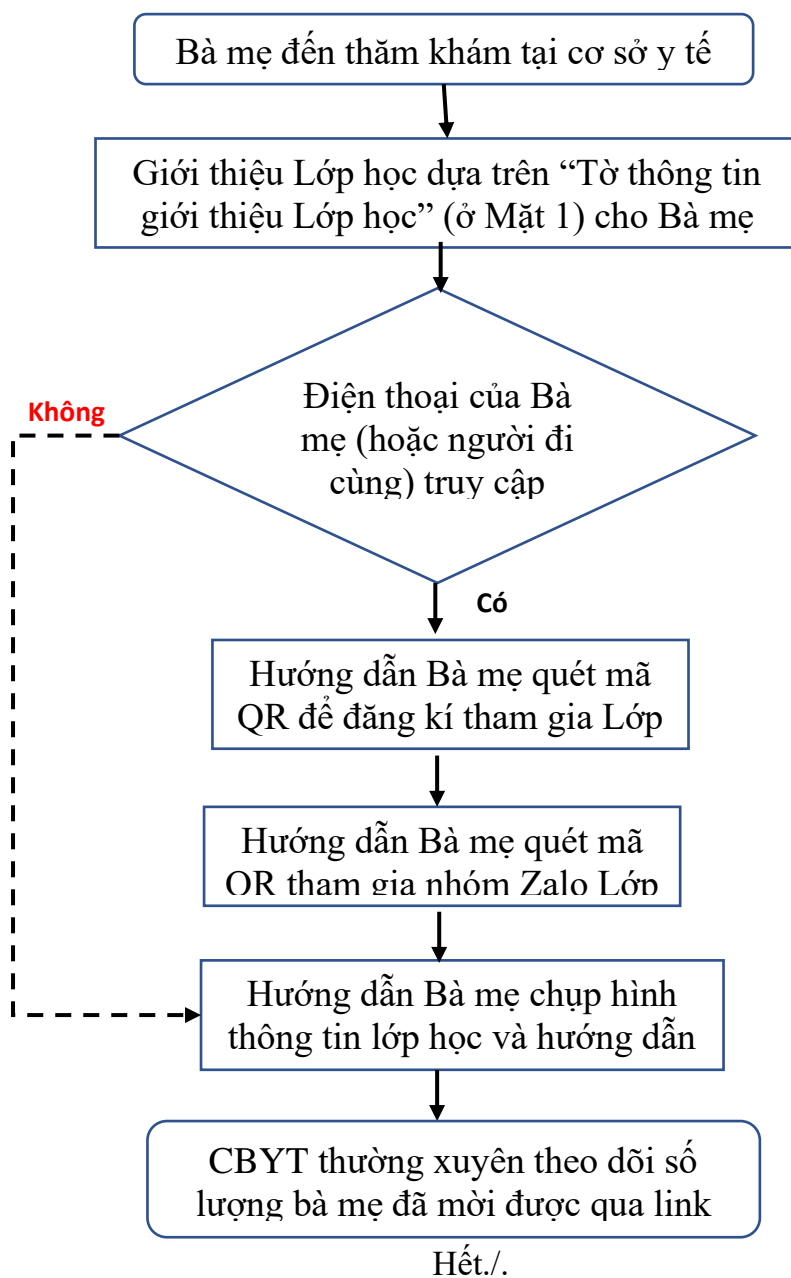 Bà mẹ đến thăm khám tại cơ sở y tế
Giới thiệu Lớp học dựa trên “Tờ thông tin
giới thiệu Lớp học” (ở Mặt 1) cho Bà mẹ
Điện thoại của Bà
mẹ (hoặc người đi
cùng) truy cập
Không
Có
Hướng dẫn Bà mẹ quét mã
QR để đăng kí tham gia Lớp
Hướng dẫn Bà mẹ quét mã
QR tham gia nhóm Zalo Lớp
Hướng dẫn Bà mẹ chụp hình
thông tin lớp học và hướng dẫn
CBYT thường xuyên theo dõi số
lượng bà mẹ đã mời được qua link
Hết./.